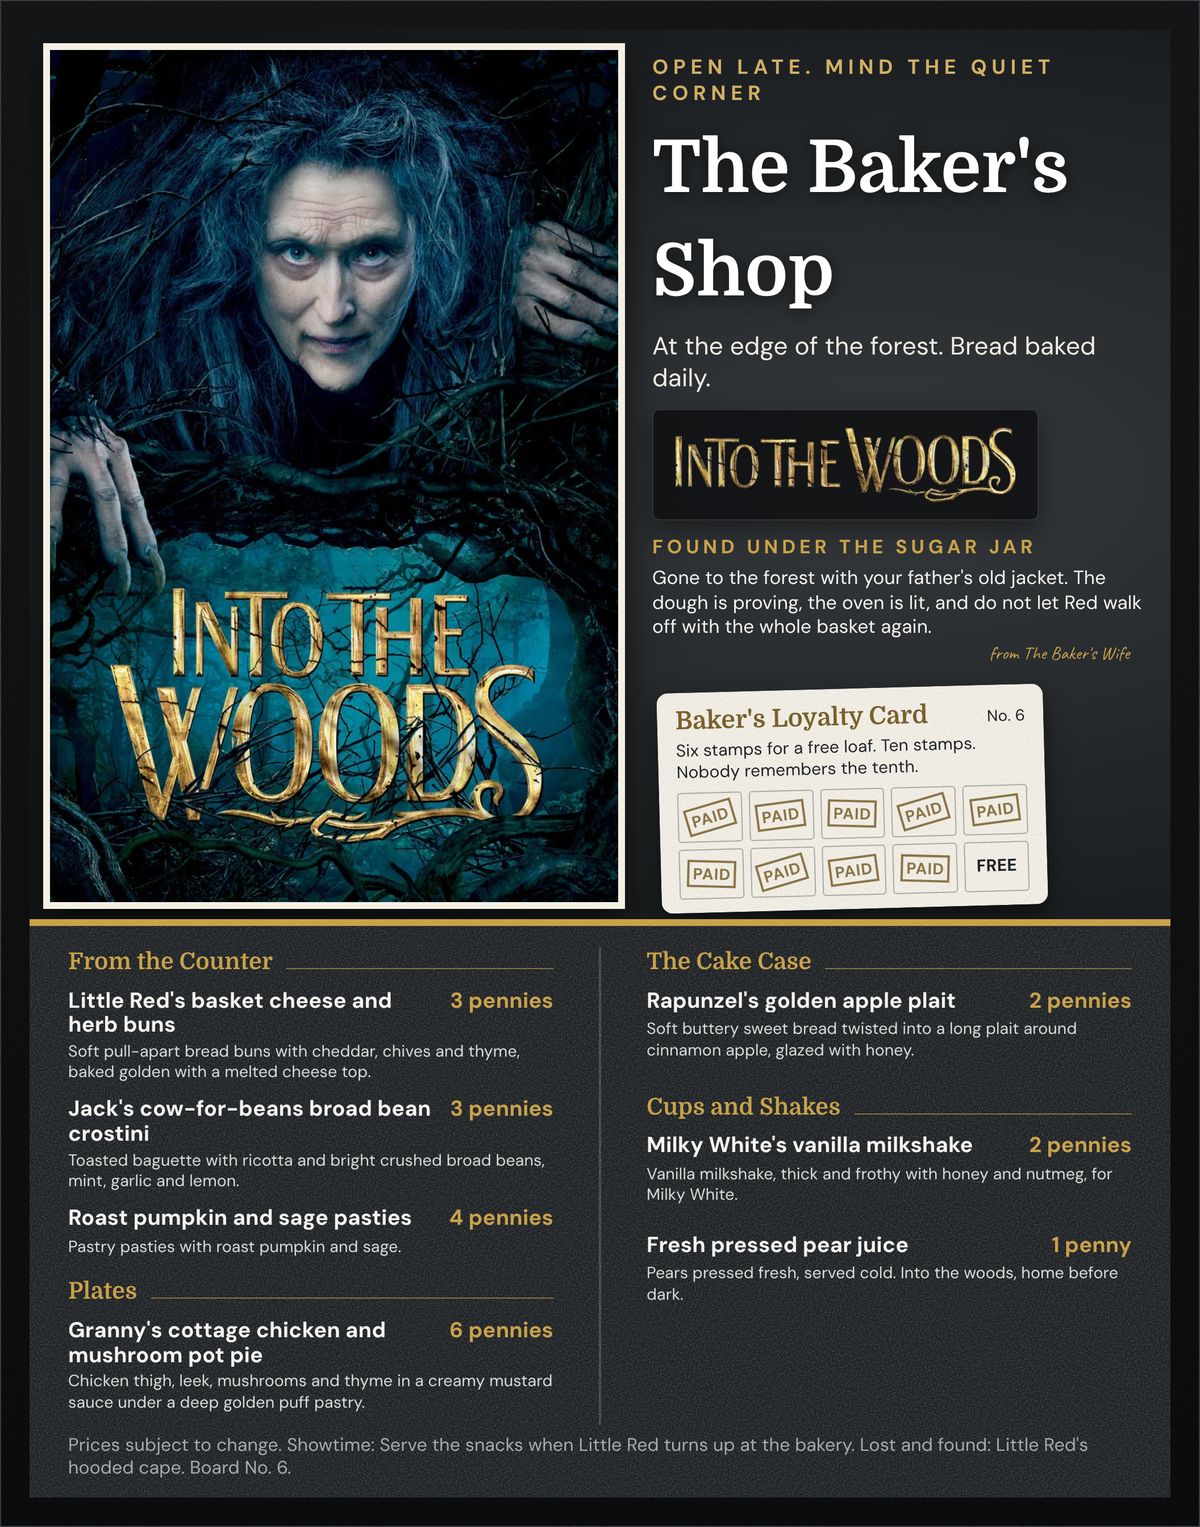 INTO THE
WOODS
OPEN LATE. MIND THE QUIET
CORNER
The Baker's
Shop
At the edge of the forest. Bread baked
daily.
INTO THE WOODS
FOUND UNDER THE SUGAR JAR
Gone to the forest with your father's old jacket. The
dough is proving, the oven is lit, and do not let Red walk
off with the whole basket again.
from The Baker's Wife
Baker's Loyalty Card No. 6
Six stamps for a free loaf. Ten stamps.
Nobody remembers the tenth.
PAID PAID PAID PAID PAID
PAID PAID PAID PAID FREE
From the Counter
Little Red's basket cheese and 3 pennies
herb buns
Soft pull-apart bread buns with cheddar, chives and thyme,
baked golden with a melted cheese top.
Jack's cow-for-beans broad bean 3 pennies
crostini
Toasted baguette with ricotta and bright crushed broad beans,
mint, garlic and lemon.
Roast pumpkin and sage pasties 4 pennies
Pastry pasties with roast pumpkin and sage.
Plates
Granny's cottage chicken and 6 pennies
mushroom pot pie
Chicken thigh, leek, mushrooms and thyme in a creamy mustard
sauce under a deep golden puff pastry.
The Cake Case
Rapunzel's golden apple plait 2 pennies
Soft buttery sweet bread twisted into a long plait around
cinnamon apple, glazed with honey.
Cups and Shakes
Milky White's vanilla milkshake 2 pennies
Vanilla milkshake, thick and frothy with honey and nutmeg, for
Milky White.
Fresh pressed pear juice 1 penny
Pears pressed fresh, served cold. Into the woods, home before
dark.
Prices subject to change. Showtime: Serve the snacks when Little Red turns up at the bakery. Lost and found: Little Red's
hooded cape. Board No. 6.